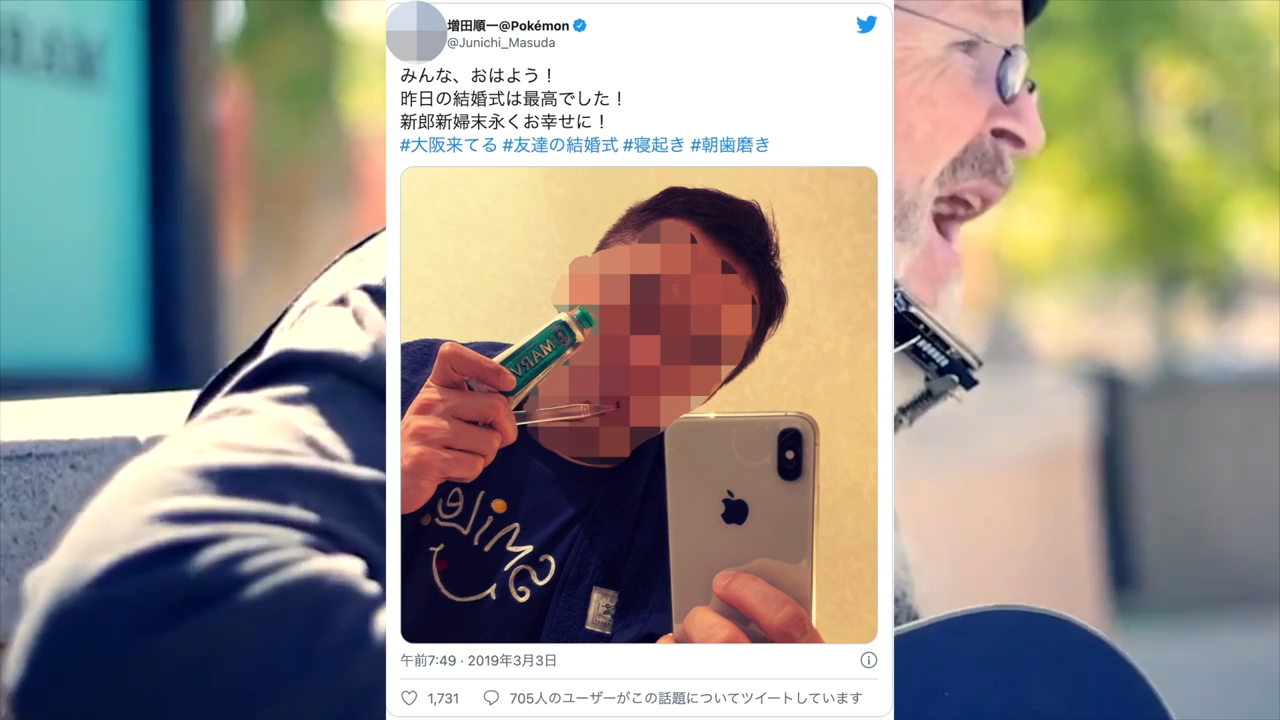 増田順一@Pokémon
@Junichi_Masuda
みんな、おはよう！
昨日の結婚式は最高でした！
新郎新婦末永くお幸せに！
#大阪来てる #友達の結婚式 #寝起き #朝歯磨き
MARV
Smile.
午前7:49 · 2019年3月3日
1,731
705人のユーザーがこの話題についてツイートしています